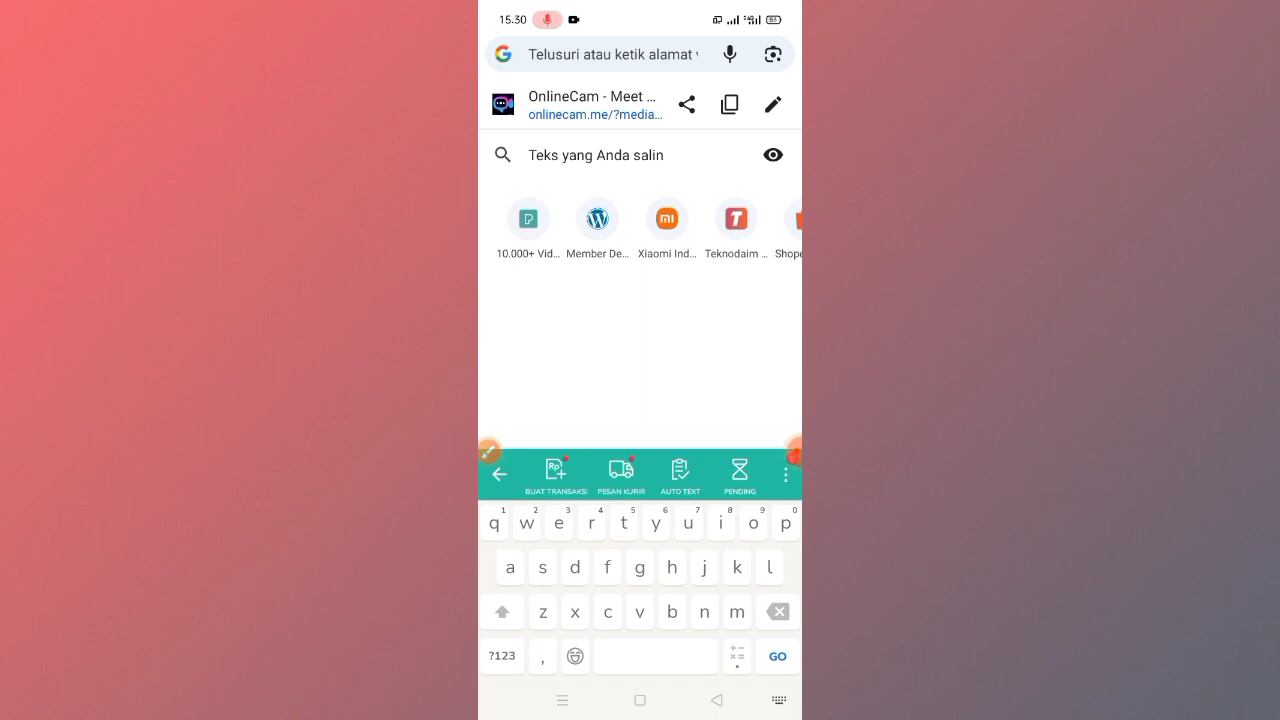 15.30
53
Telusuri atau ketik alamat
OnlineCam - Meet ...
onlinecam.me/?media...
Teks yang Anda salin
10.000+ Vid... Member De... Xiaomi Ind... Teknodaim ... Shope
BUAT TRANSAKSI PESAN KURIR AUTO TEXT PENDING
1 2 3 4 5 6 7 8 9 0
q w e r t y u i o p
a s d f g h j k l
z x c v b n m
?123 , GO